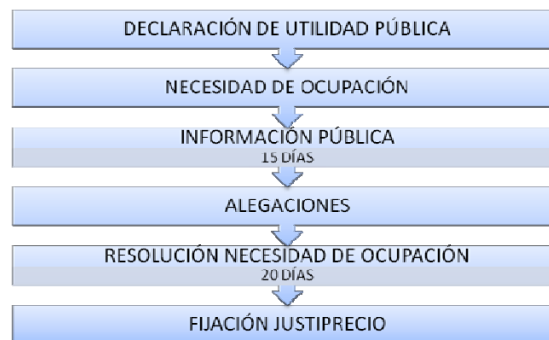 DECLARACIÓN DE UTILIDAD PÚBLICA
NECESIDAD DE OCUPACIÓN
INFORMACIÓN PÚBLICA
15 DÍAS
ALEGACIONES
RESOLUCIÓN NECESIDAD DE OCUPACIÓN
20 DÍAS
FIJACIÓN JUSTIPRECIO